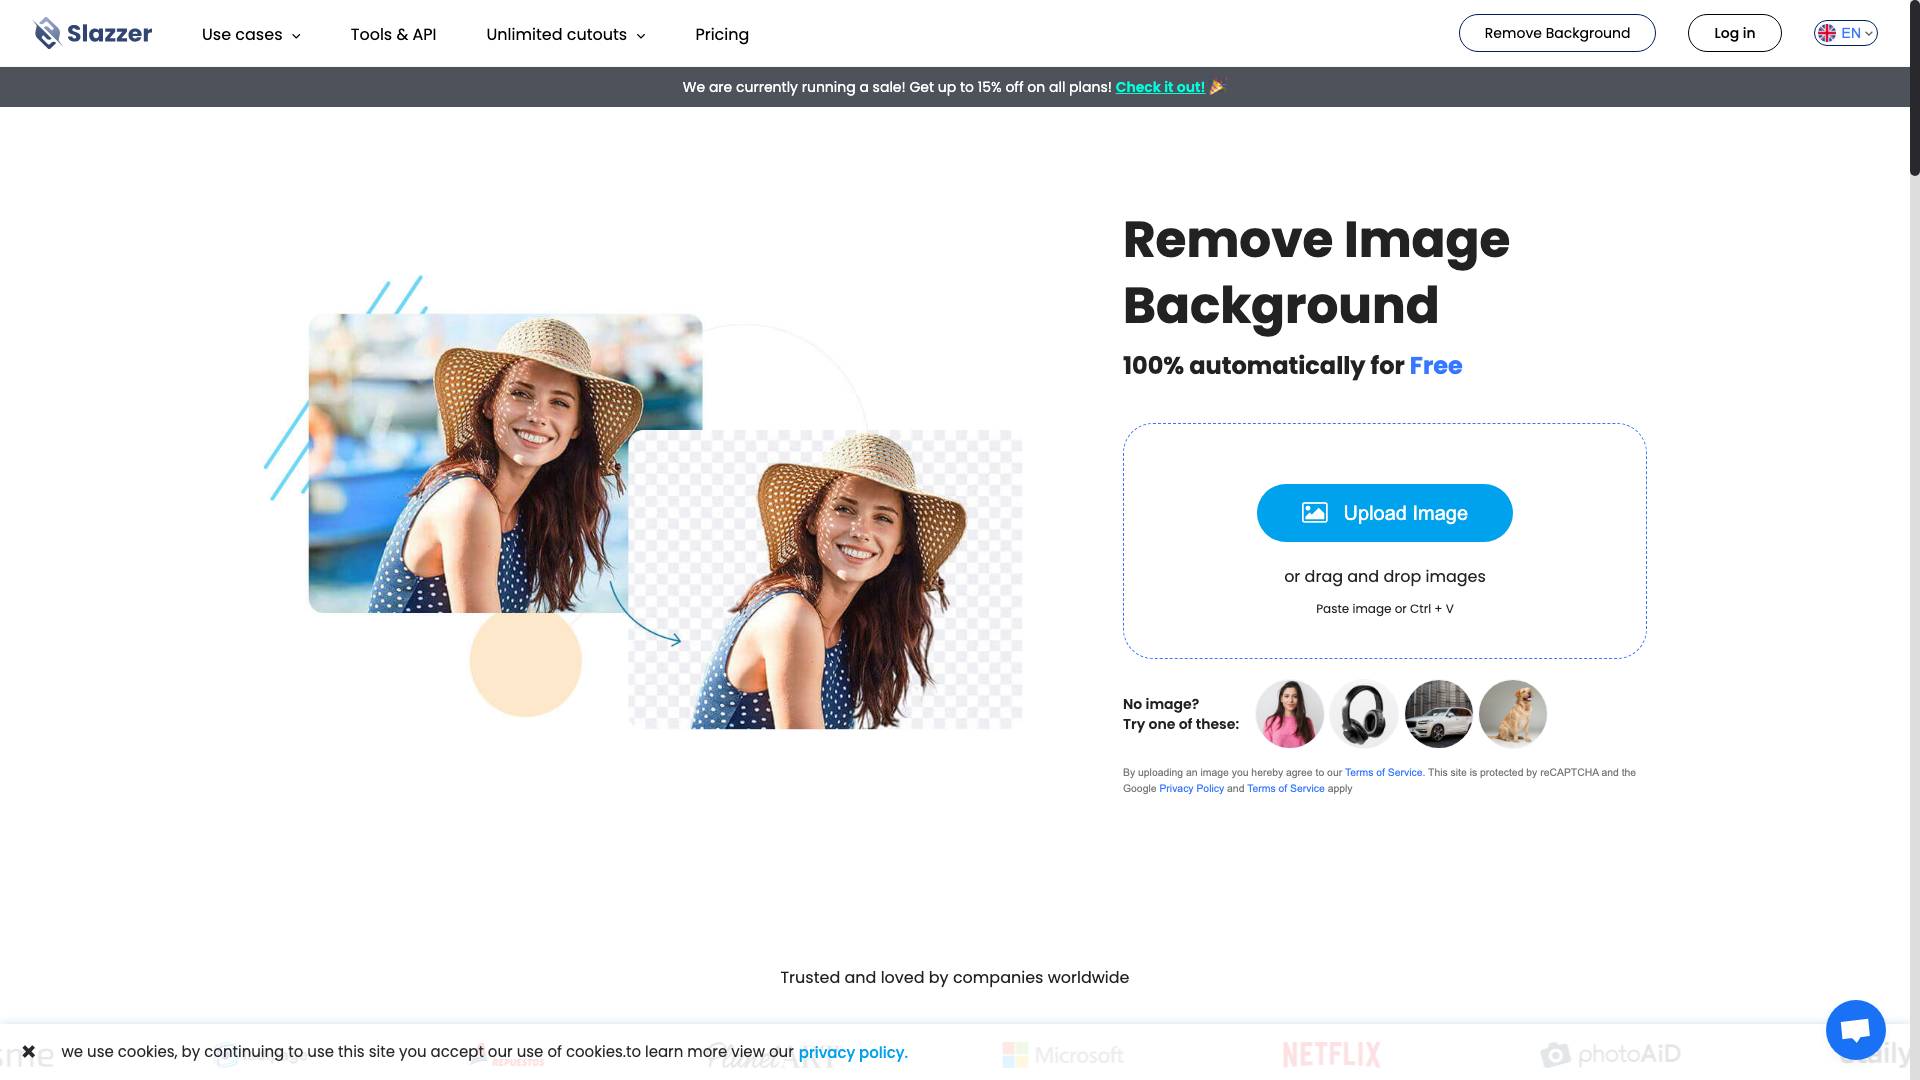 Slazzer
Use cases
Tools & API
Unlimited cutouts
Pricing
Remove Background
Log in
EN
We are currently running a sale! Get up to 15% off on all plans! Check it out!
Remove Image
Background
100% automatically for Free
Upload Image
or drag and drop images
Paste image or Ctrl + V
No image?
Try one of these:
By uploading an image you hereby agree to our Terms of Service. This site is protected by reCAPTCHA and the
Google Privacy Policy and Terms of Service apply
Trusted and loved by companies worldwide
we use cookies, by continuing to use this site you accept our use of cookies.to learn more view our privacy policy.
REPUESTOS
Microsoft
NETFLIX
photoAiD